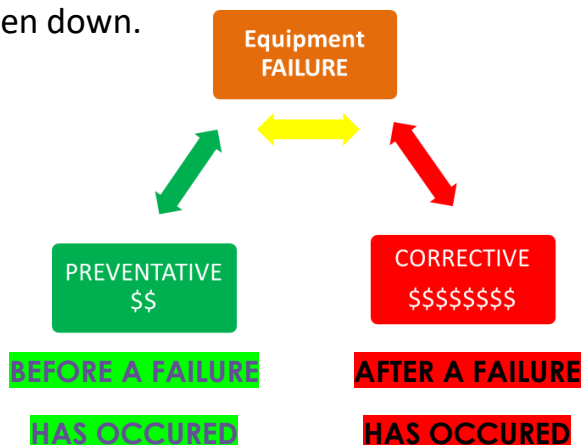 en down.
Equipment
FAILURE
PREVENTATIVE
$$
CORRECTIVE
$$$$$$$$
BEFORE A FAILURE
HAS OCCURED
AFTER A FAILURE
HAS OCCURED